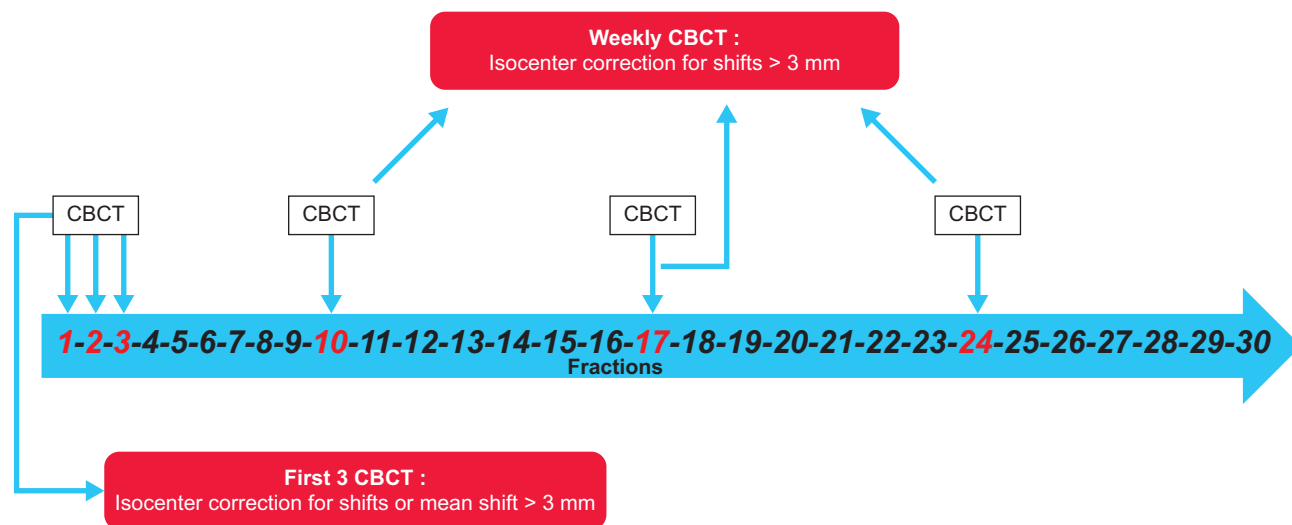 Weekly CBCT :
Isocenter correction for shifts > 3 mm
CBCT
CBCT
CBCT
CBCT
1-2-3-4-5-6-7-8-9-10-11-12-13-14-15-16-17-18-19-20-21-22-23-24-25-26-27-28-29-30
Fractions
First 3 CBCT :
Isocenter correction for shifts or mean shift > 3 mm